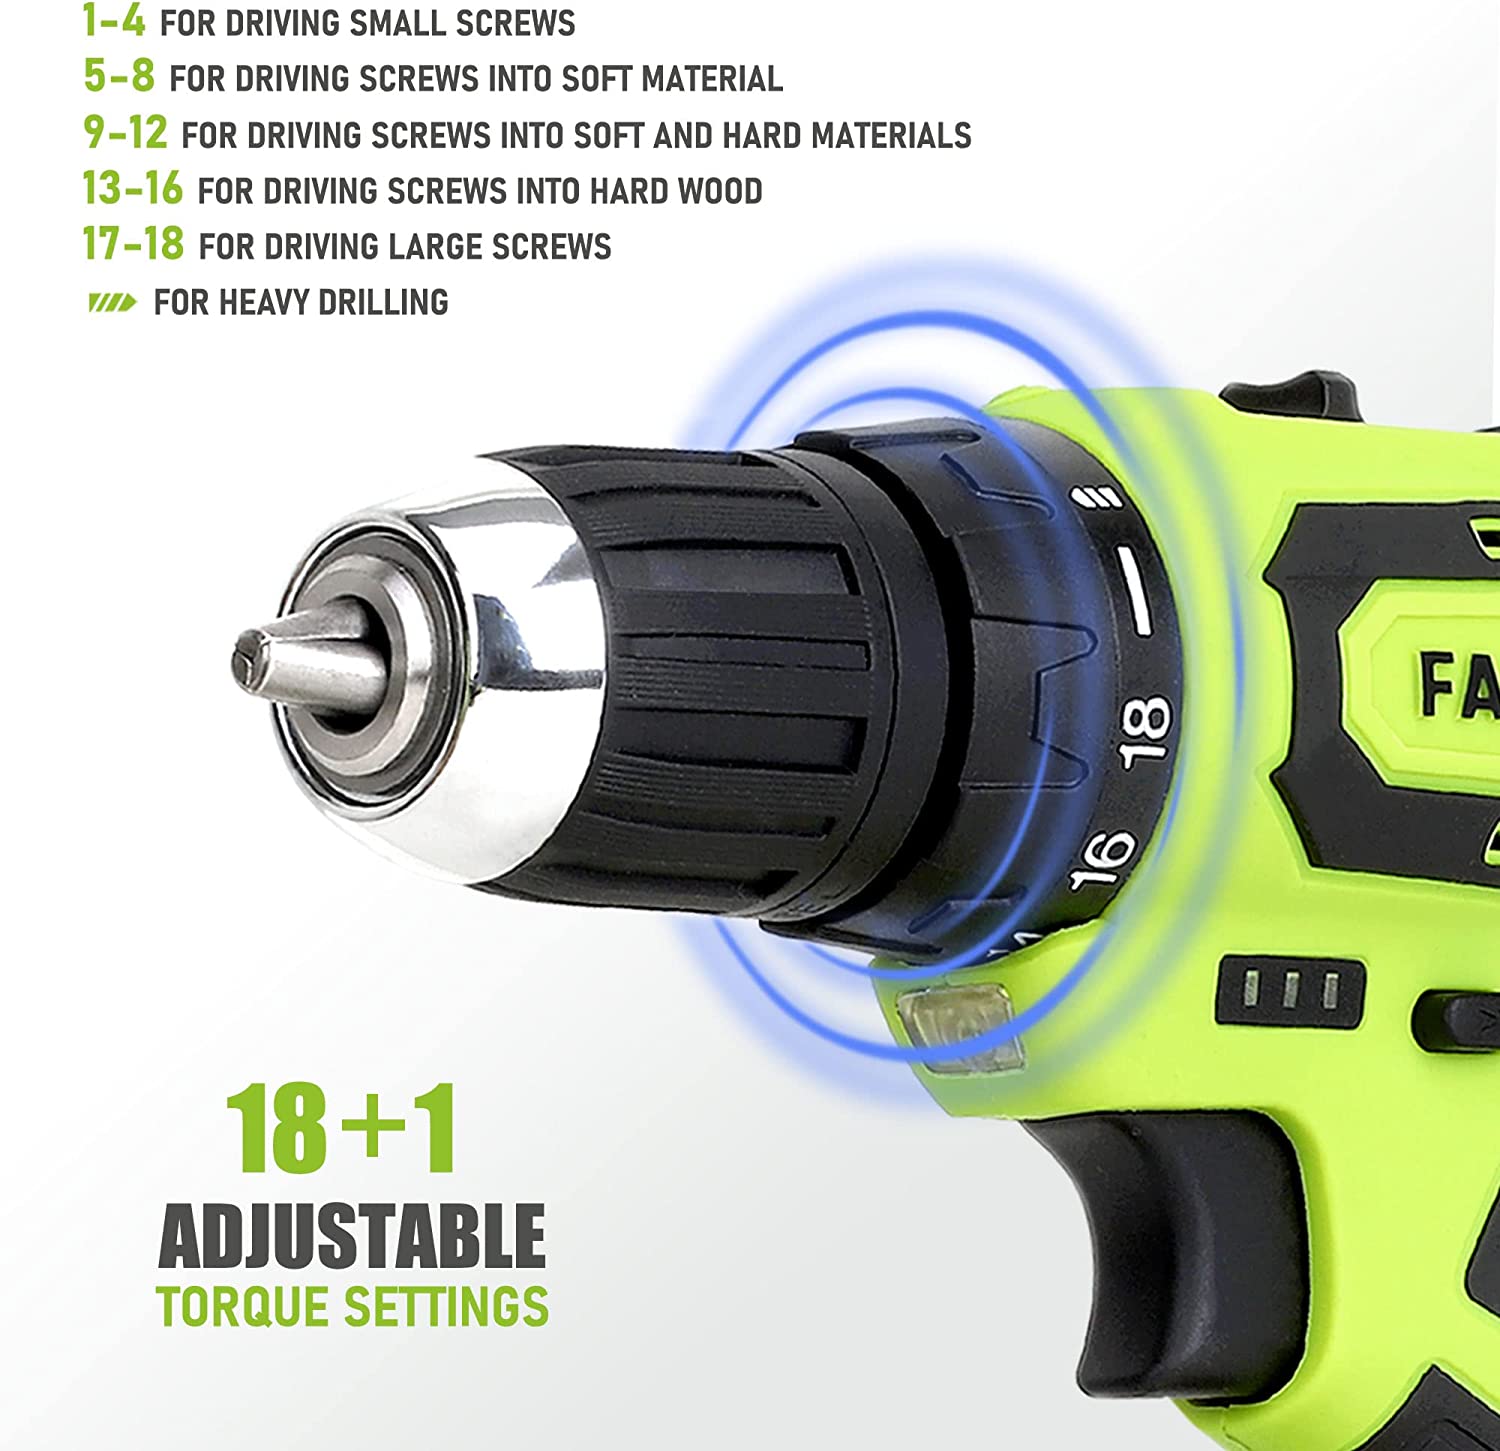 1-4 FOR DRIVING SMALL SCREWS
5-8 FOR DRIVING SCREWS INTO SOFT MATERIAL
9-12 FOR DRIVING SCREWS INTO SOFT AND HARD MATERIALS
13-16 FOR DRIVING SCREWS INTO HARD WOOD
17-18 FOR DRIVING LARGE SCREWS
FOR HEAVY DRILLING
18
16
FA
18+1
ADJUSTABLE
TORQUE SETTINGS